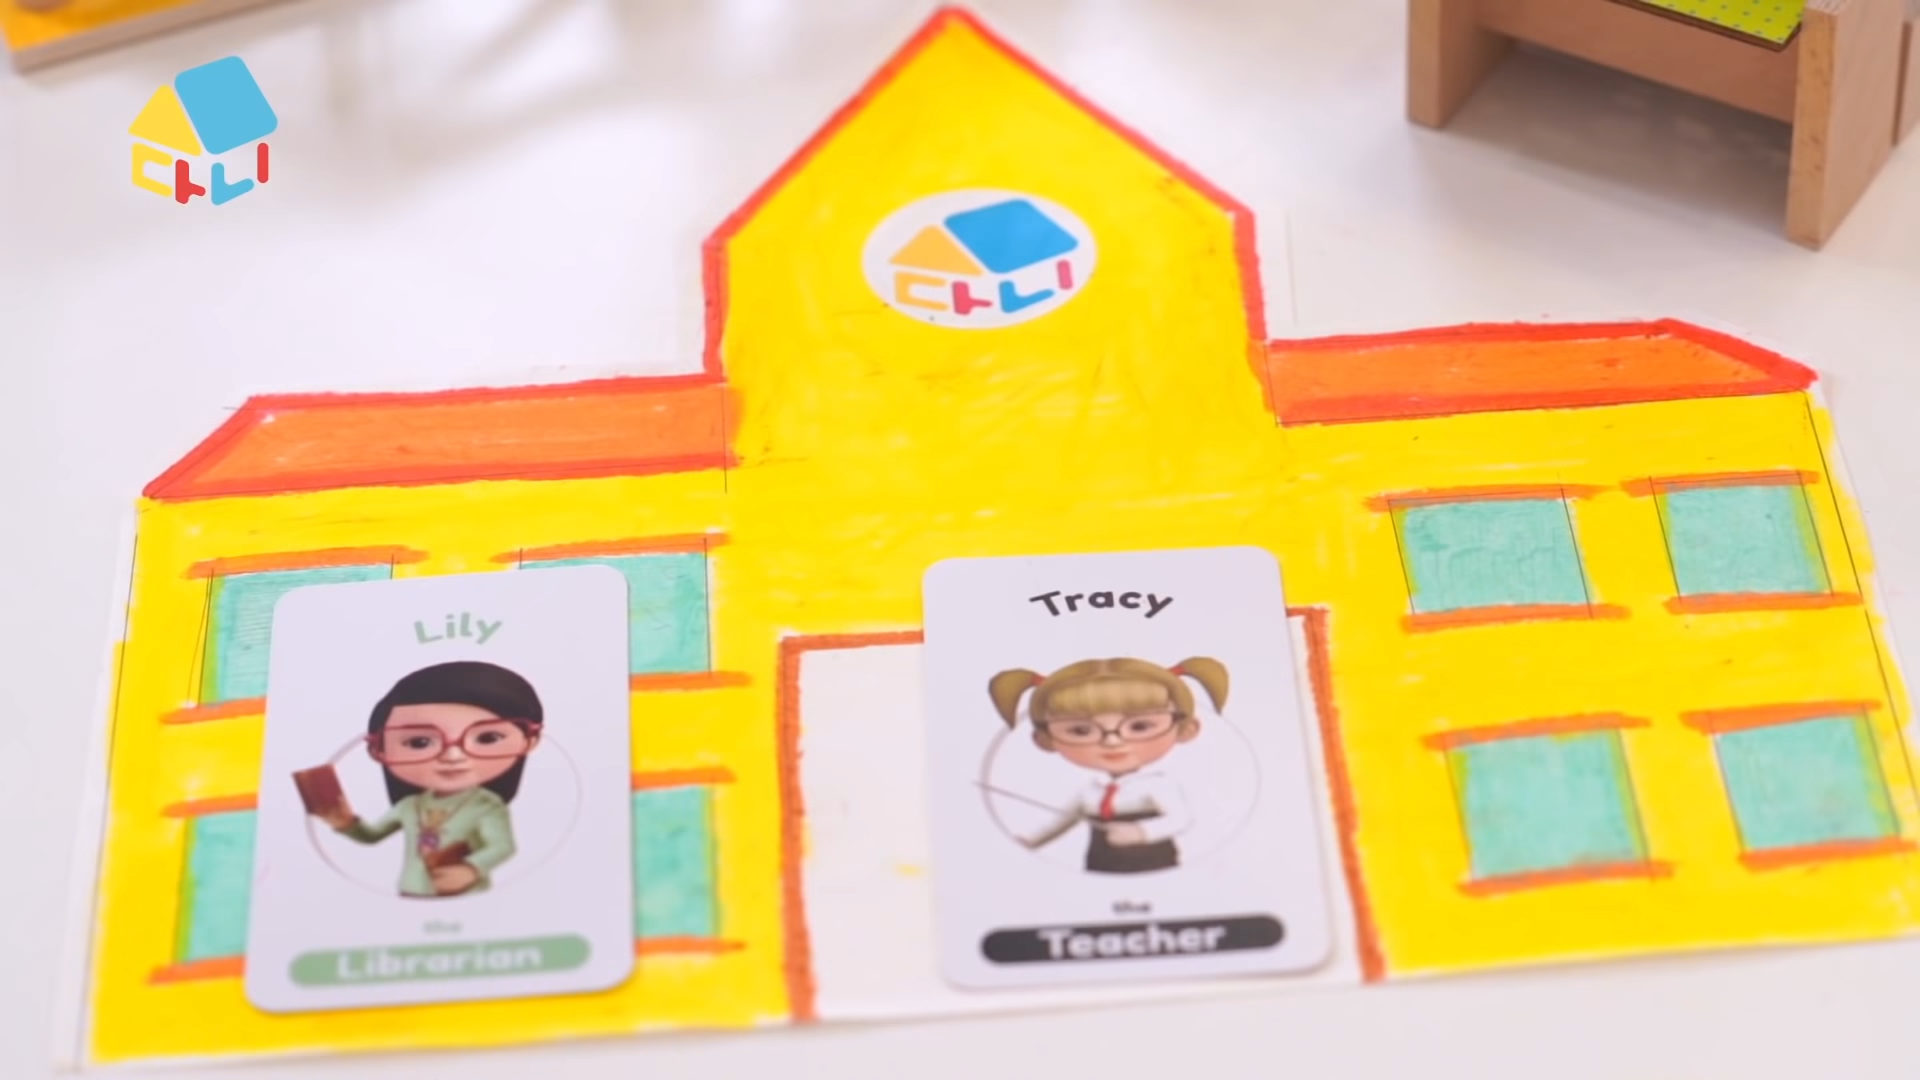 다니
다니
Lily
the
Librarian
Tracy
the
Teacher